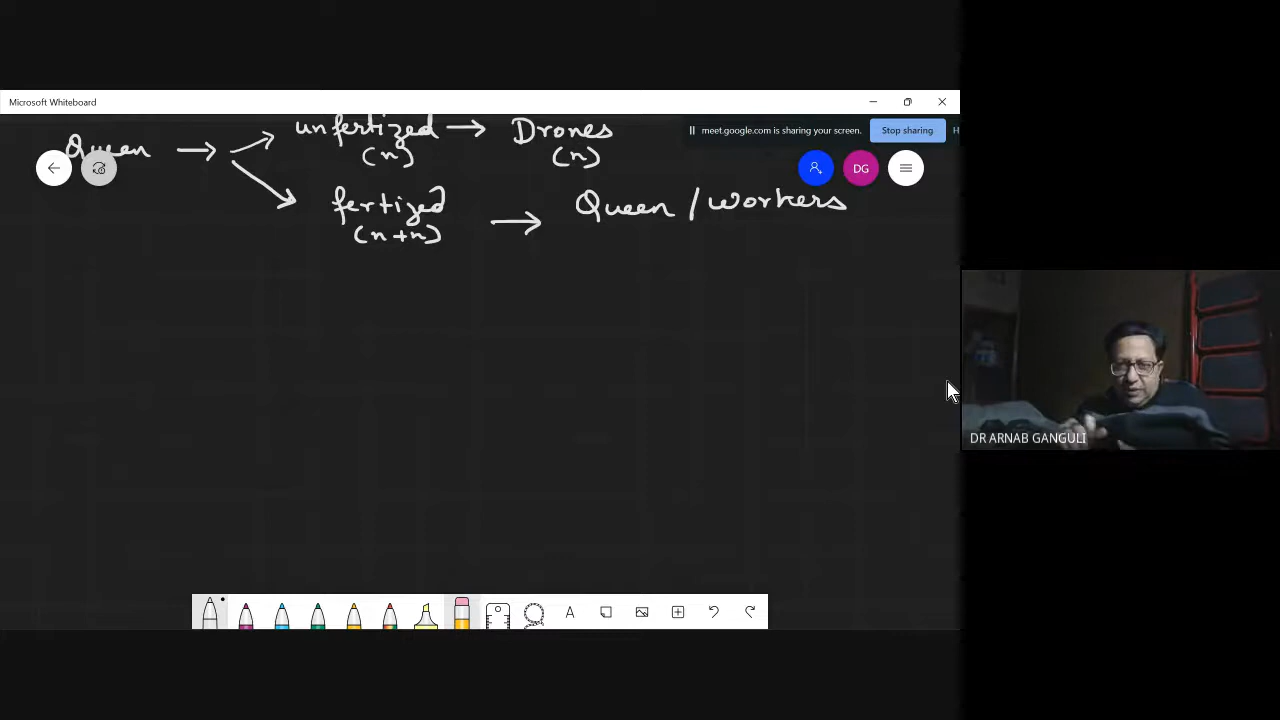 Microsoft Whiteboard
meet.google.com is sharing your screen.
Stop sharing
H
Queen → unfertized → Drones
(n) (n)
DG
fertized → Queen / workers
(n+n)
DR ARNAB GANGULI
A